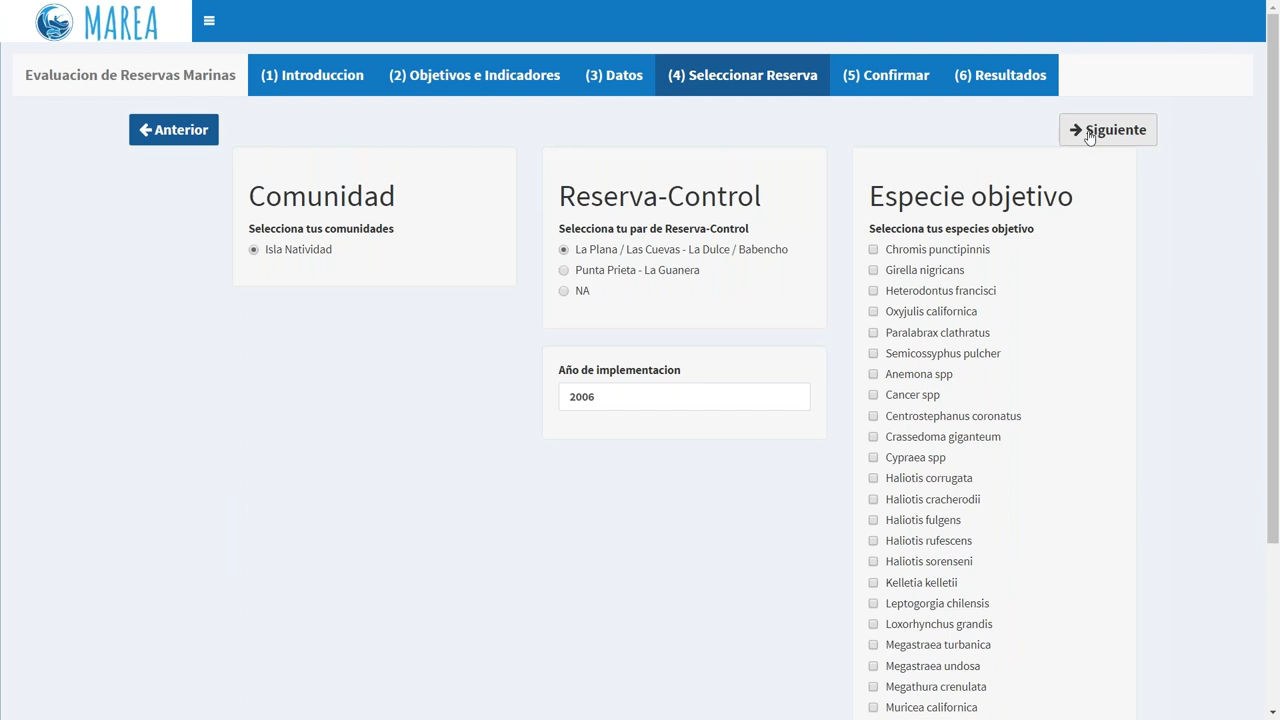 MAREA
Evaluacion de Reservas Marinas
(1) Introduccion
(2) Objetivos e Indicadores
(3) Datos
(4) Seleccionar Reserva
(5) Confirmar
(6) Resultados
Anterior
Siguiente
Comunidad
Selecciona tus comunidades
Isla Natividad
Reserva-Control
Selecciona tu par de Reserva-Control
La Plana / Las Cuevas - La Dulce / Babencho
Punta Prieta - La Guanera
NA
Año de implementacion
2006
Especie objetivo
Selecciona tus especies objetivo
Chromis punctipinnis
Girella nigricans
Heterodontus francisci
Oxyjulis californica
Paralabrax clathratus
Semicossyphus pulcher
Anemona spp
Cancer spp
Centrostephanus coronatus
Crassedoma giganteum
Cypraea spp
Haliotis corrugata
Haliotis cracherodii
Haliotis fulgens
Haliotis rufescens
Haliotis sorenseni
Kelletia kelletii
Leptogorgia chilensis
Loxorhynchus grandis
Megastraea turbanica
Megastraea undosa
Megathura crenulata
Muricea californica